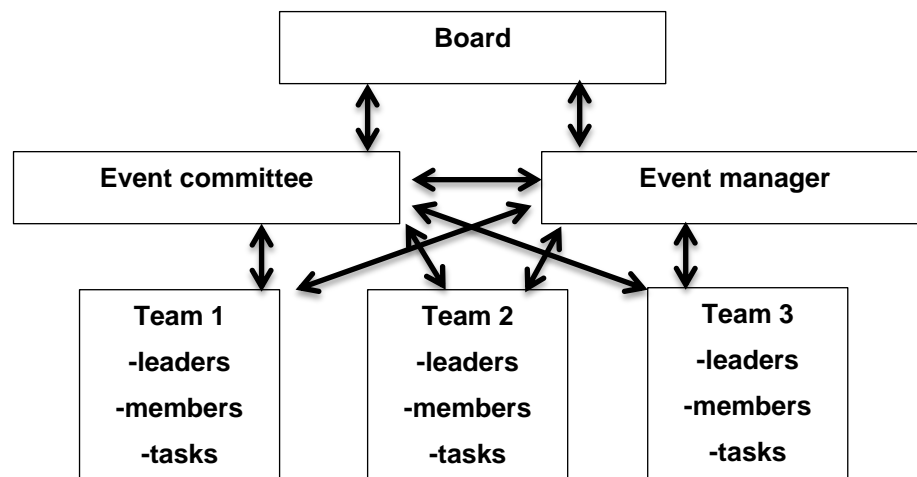 Board
Event committee
Event manager
Team 1
-leaders
-members
-tasks
Team 2
-leaders
-members
-tasks
Team 3
-leaders
-members
-tasks